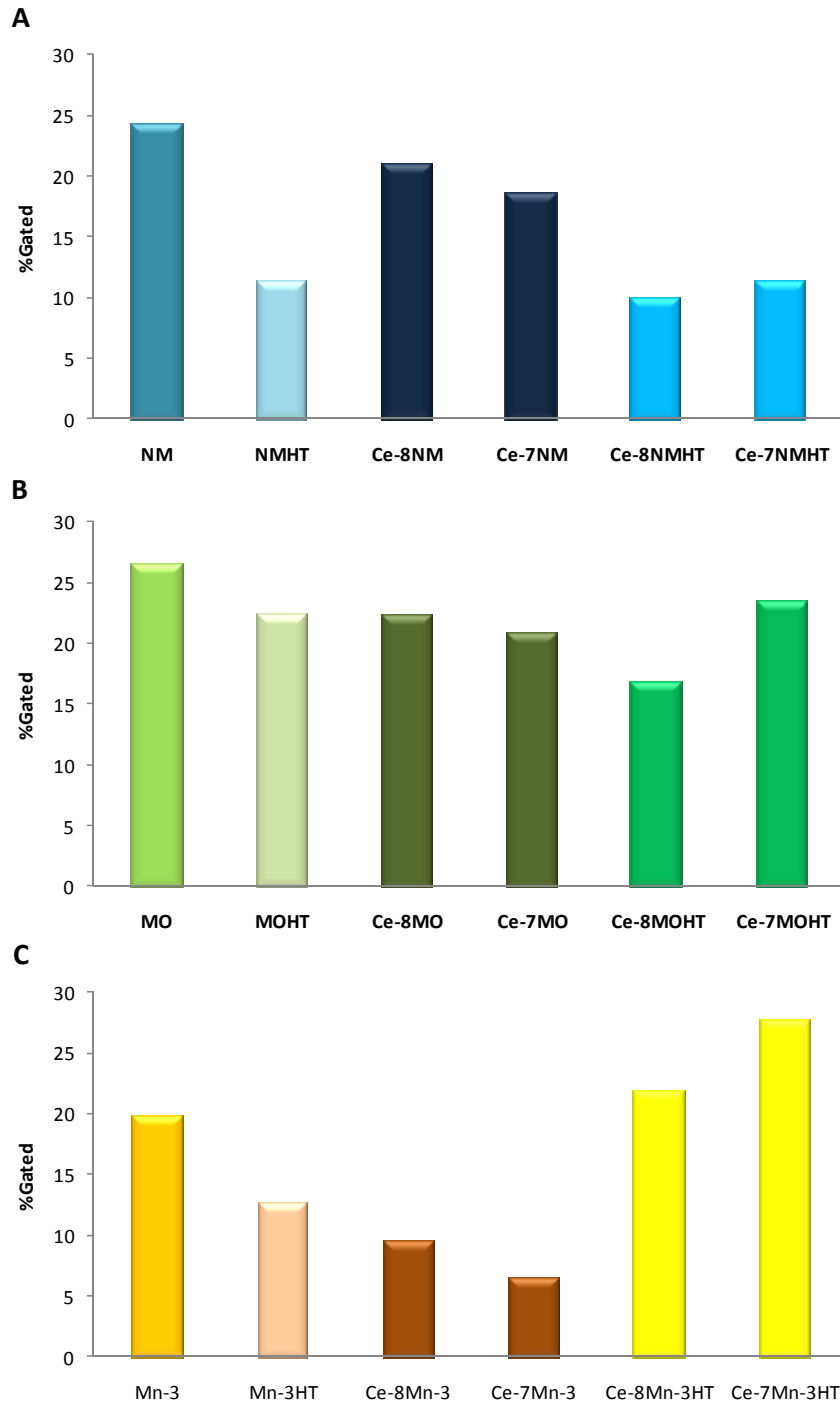 A
30
25
20
15
10
5
0
%Gated
NM NMHT Ce-8NM Ce-7NM Ce-8NMHT Ce-7NMHT
B
30
25
20
15
10
5
0
%Gated
MO MOHT Ce-8MO Ce-7MO Ce-8MOHT Ce-7MOHT
C
30
25
20
15
10
5
0
%Gated
Mn-3 Mn-3HT Ce-8Mn-3 Ce-7Mn-3 Ce-8Mn-3HT Ce-7Mn-3HT